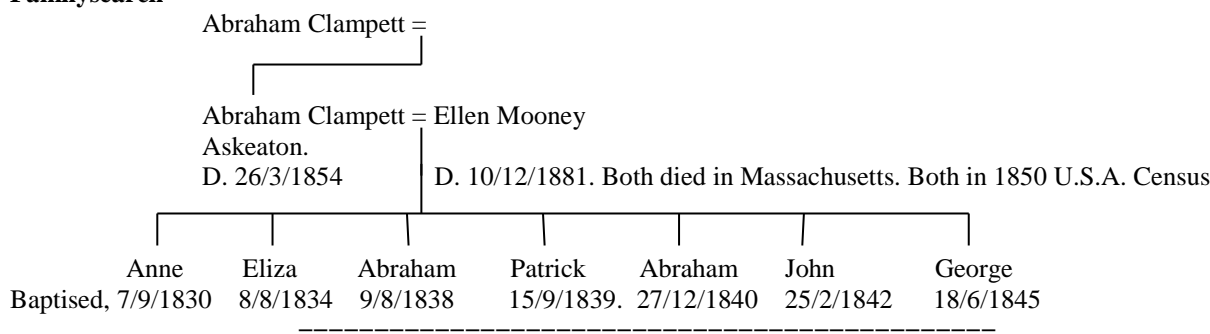 Abraham Clampett =
Abraham Clampett = Ellen Mooney
Askeaton.
D. 26/3/1854 D. 10/12/1881. Both died in Massachusetts. Both in 1850 U.S.A. Census
Anne Eliza Abraham Patrick Abraham John George
Baptised, 7/9/1830 8/8/1834 9/8/1838 15/9/1839. 27/12/1840 25/2/1842 18/6/1845